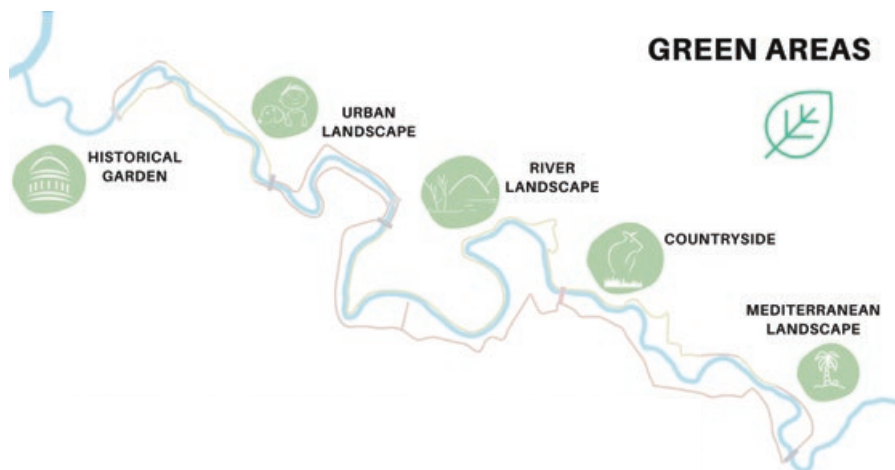 GREEN AREAS
URBAN
LANDSCAPE
HISTORICAL
GARDEN
RIVER
LANDSCAPE
COUNTRYSIDE
MEDITERRANEAN
LANDSCAPE